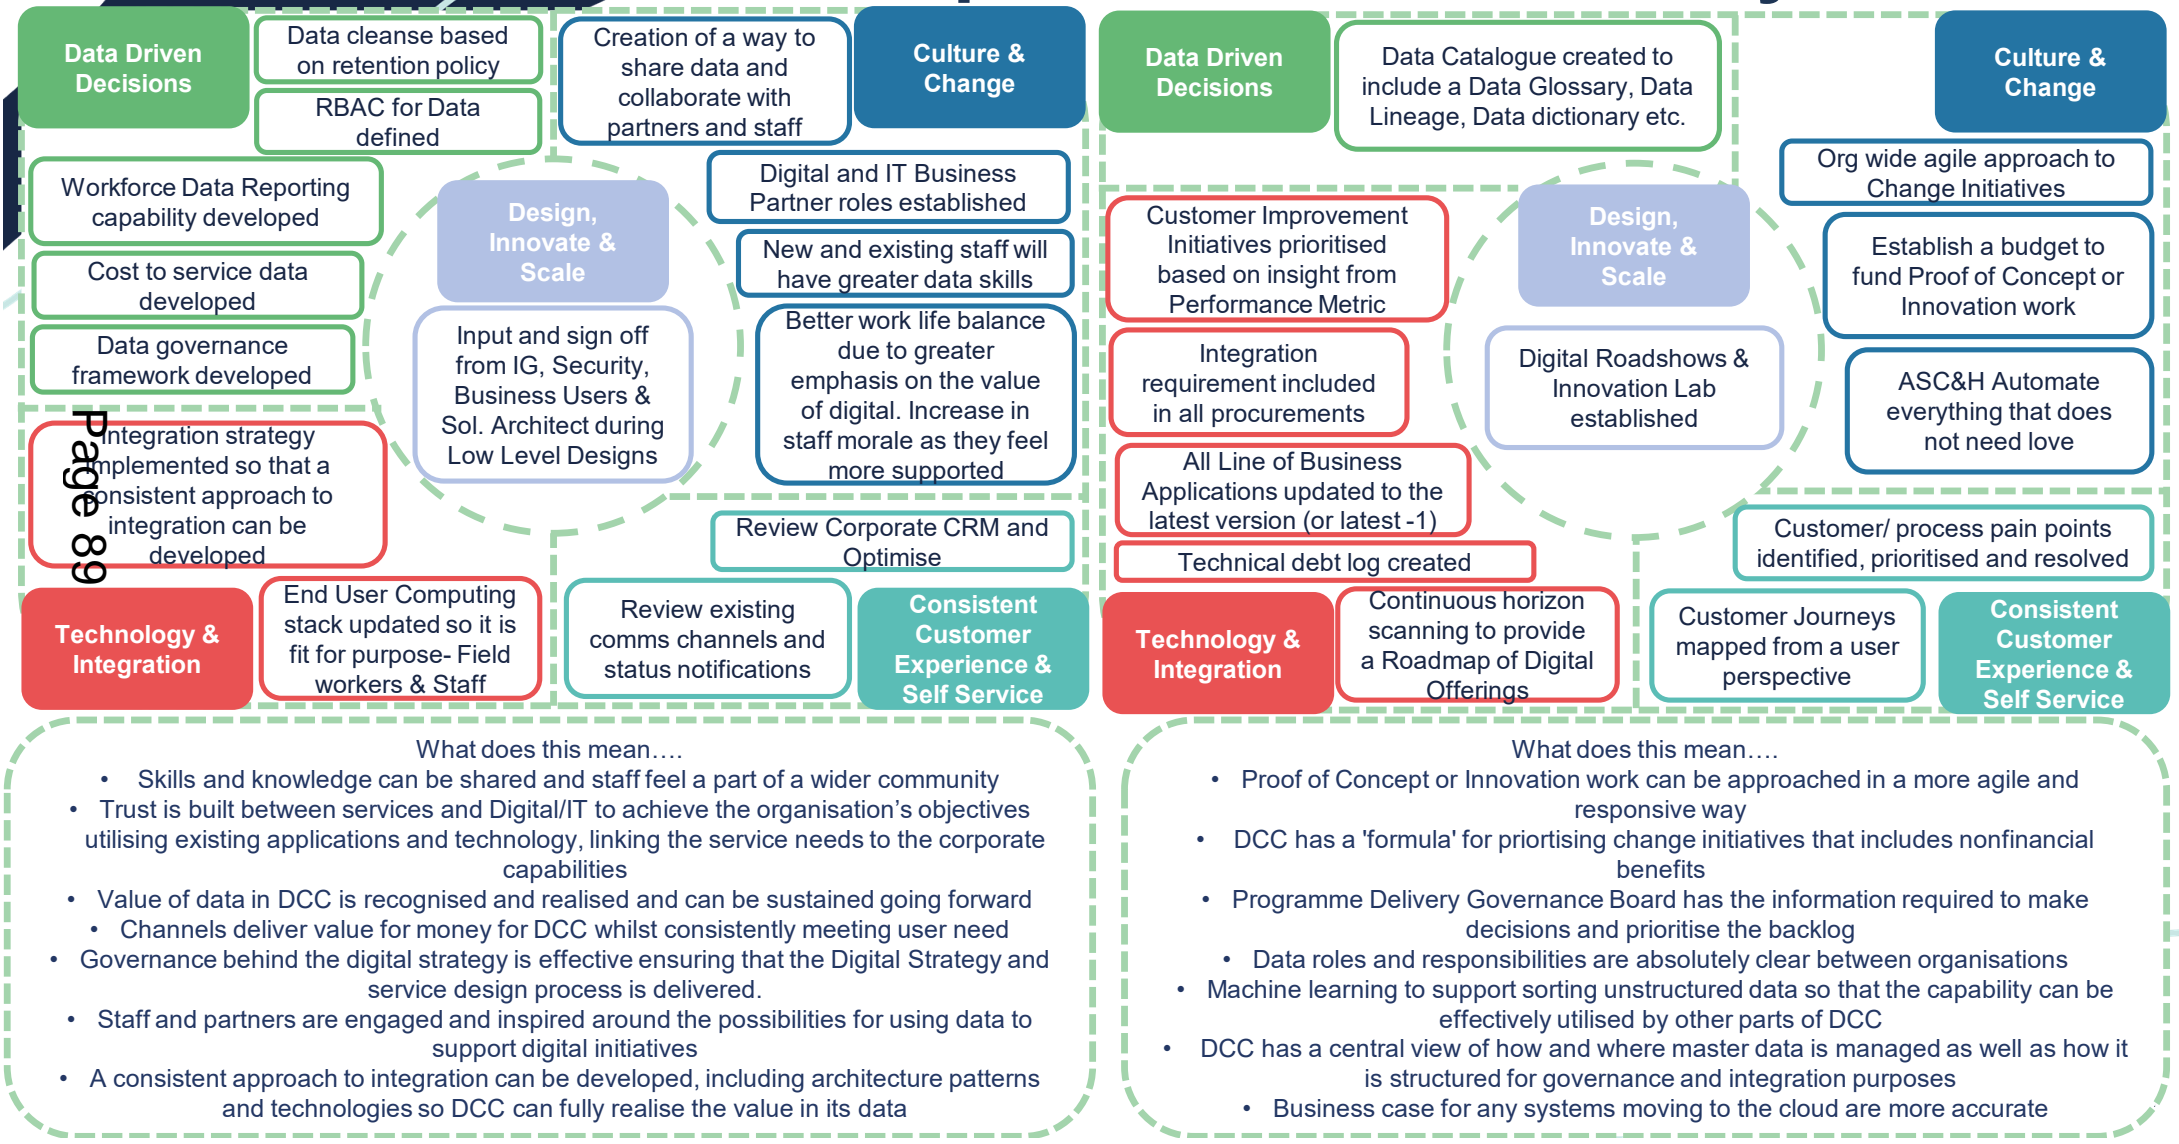 Data Driven
Decisions
Data cleanse based
on retention policy
RBAC for Data
defined
Workforce Data Reporting
capability developed
Cost to service data
developed
Data governance
framework developed
Creation of a way to
share data and
collaborate with
partners and staff
Culture &
Change
Digital and IT Business
Partner roles established
New and existing staff will
have greater data skills
Better work life balance
due to greater
emphasis on the value
of digital. Increase in
staff morale as they feel
more supported
Design,
Innovate &
Scale
Input and sign off
from IG, Security,
Business Users &
Sol. Architect during
Low Level Designs
Page 89
Integration strategy
implemented so that a
consistent approach to
integration can be
developed
Technology &
Integration
End User Computing
stack updated so it is
fit for purpose- Field
workers & Staff
Review Corporate CRM and
Optimise
Review existing
comms channels and
status notifications
Consistent
Customer
Experience &
Self Service
What does this mean….
• Skills and knowledge can be shared and staff feel a part of a wider community
• Trust is built between services and Digital/IT to achieve the organisation's objectives
utilising existing applications and technology, linking the service needs to the corporate
capabilities
• Value of data in DCC is recognised and realised and can be sustained going forward
• Channels deliver value for money for DCC whilst consistently meeting user need
• Governance behind the digital strategy is effective ensuring that the Digital Strategy and
service design process is delivered.
• Staff and partners are engaged and inspired around the possibilities for using data to
support digital initiatives
• A consistent approach to integration can be developed, including architecture patterns
and technologies so DCC can fully realise the value in its data
Data Driven
Decisions
Data Catalogue created to
include a Data Glossary, Data
Lineage, Data dictionary etc.
Culture &
Change
Org wide agile approach to
Change Initiatives
Establish a budget to
fund Proof of Concept or
Innovation work
ASC&H Automate
everything that does
not need love
Design,
Innovate &
Scale
Digital Roadshows &
Innovation Lab
established
Customer Improvement
Initiatives prioritised
based on insight from
Performance Metric
Integration
requirement included
in all procurements
All Line of Business
Applications updated to the
latest version (or latest -1)
Technical debt log created
Technology &
Integration
Continuous horizon
scanning to provide
a Roadmap of Digital
Offerings
Customer/ process pain points
identified, prioritised and resolved
Customer Journeys
mapped from a user
perspective
Consistent
Customer
Experience &
Self Service
What does this mean….
• Proof of Concept or Innovation work can be approached in a more agile and
responsive way
• DCC has a 'formula' for priortising change initiatives that includes nonfinancial
benefits
• Programme Delivery Governance Board has the information required to make
decisions and prioritise the backlog
• Data roles and responsibilities are absolutely clear between organisations
• Machine learning to support sorting unstructured data so that the capability can be
effectively utilised by other parts of DCC
• DCC has a central view of how and where master data is managed as well as how it
is structured for governance and integration purposes
• Business case for any systems moving to the cloud are more accurate